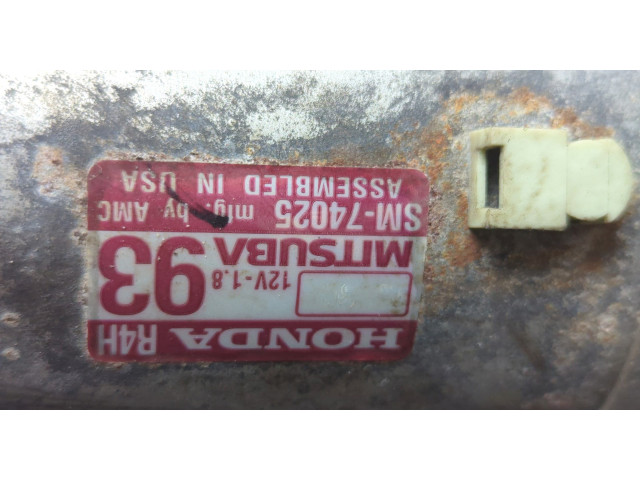 HONDA R4H
12V-1.8 93
MITSUBA
SM-74025 mfg. by AMC
ASSEMBLED IN USA